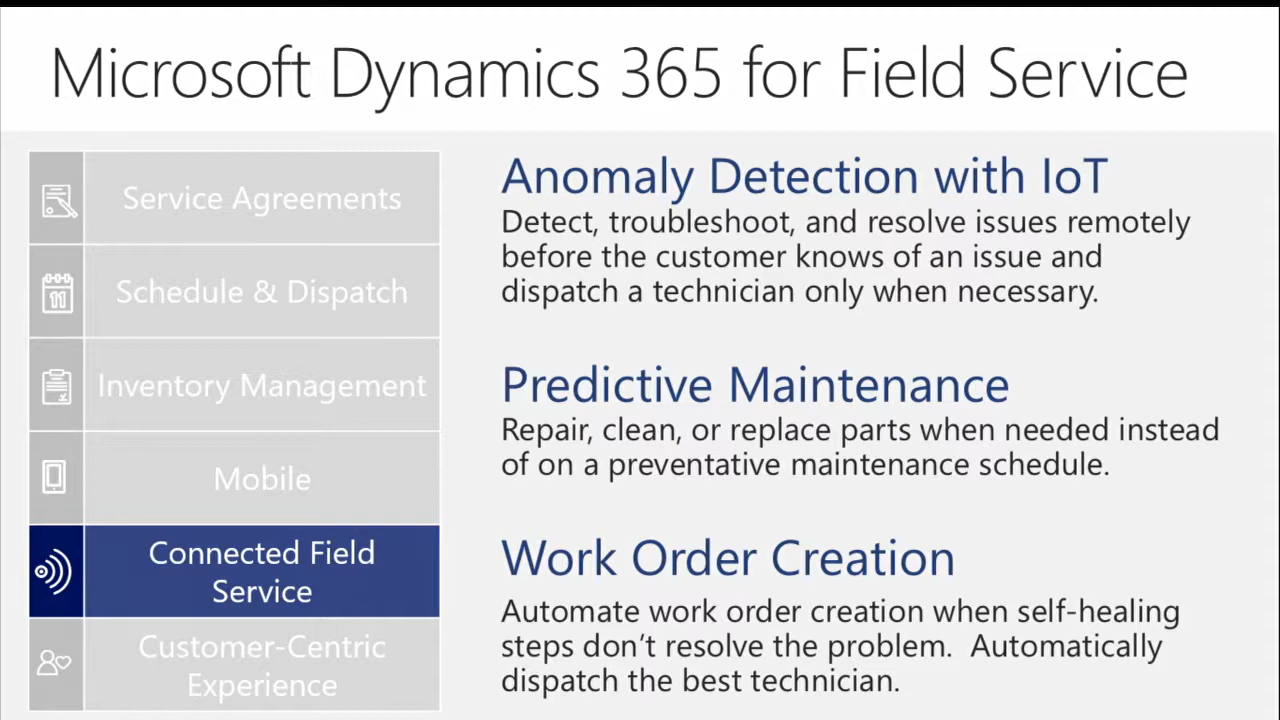 Microsoft Dynamics 365 for Field Service
Service Agreements
11
Schedule & Dispatch
Inventory Management
Mobile
Connected Field
Service
Customer-Centric
Experience
Anomaly Detection with IoT
Detect, troubleshoot, and resolve issues remotely
before the customer knows of an issue and
dispatch a technician only when necessary.
Predictive Maintenance
Repair, clean, or replace parts when needed instead
of on a preventative maintenance schedule.
Work Order Creation
Automate work order creation when self-healing
steps don’t resolve the problem.  Automatically
dispatch the best technician.